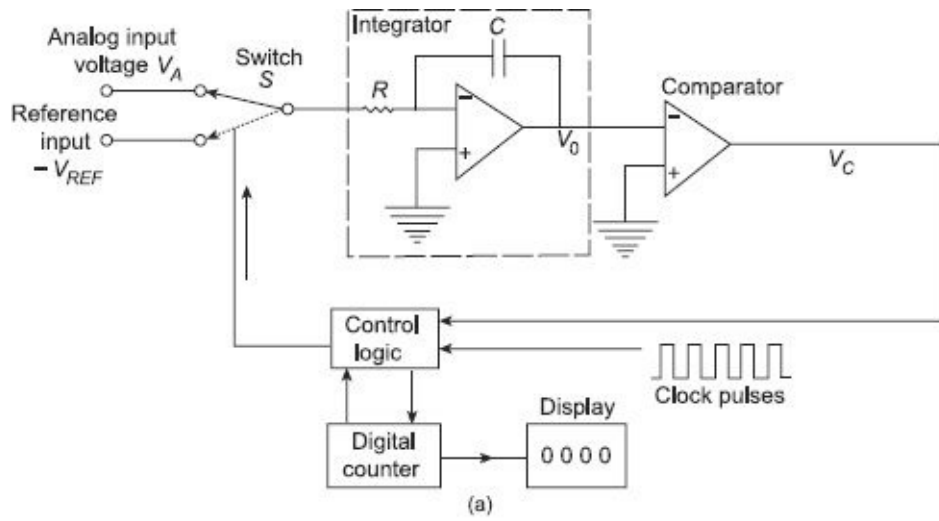 Integrator
C
Analog input
voltage V_A
Switch
S
R
Comparator
Reference
input
– V_REF
–
+
V_0
–
+
V_C
Control
logic
Clock pulses
Display
Digital
counter
0 0 0 0
(a)